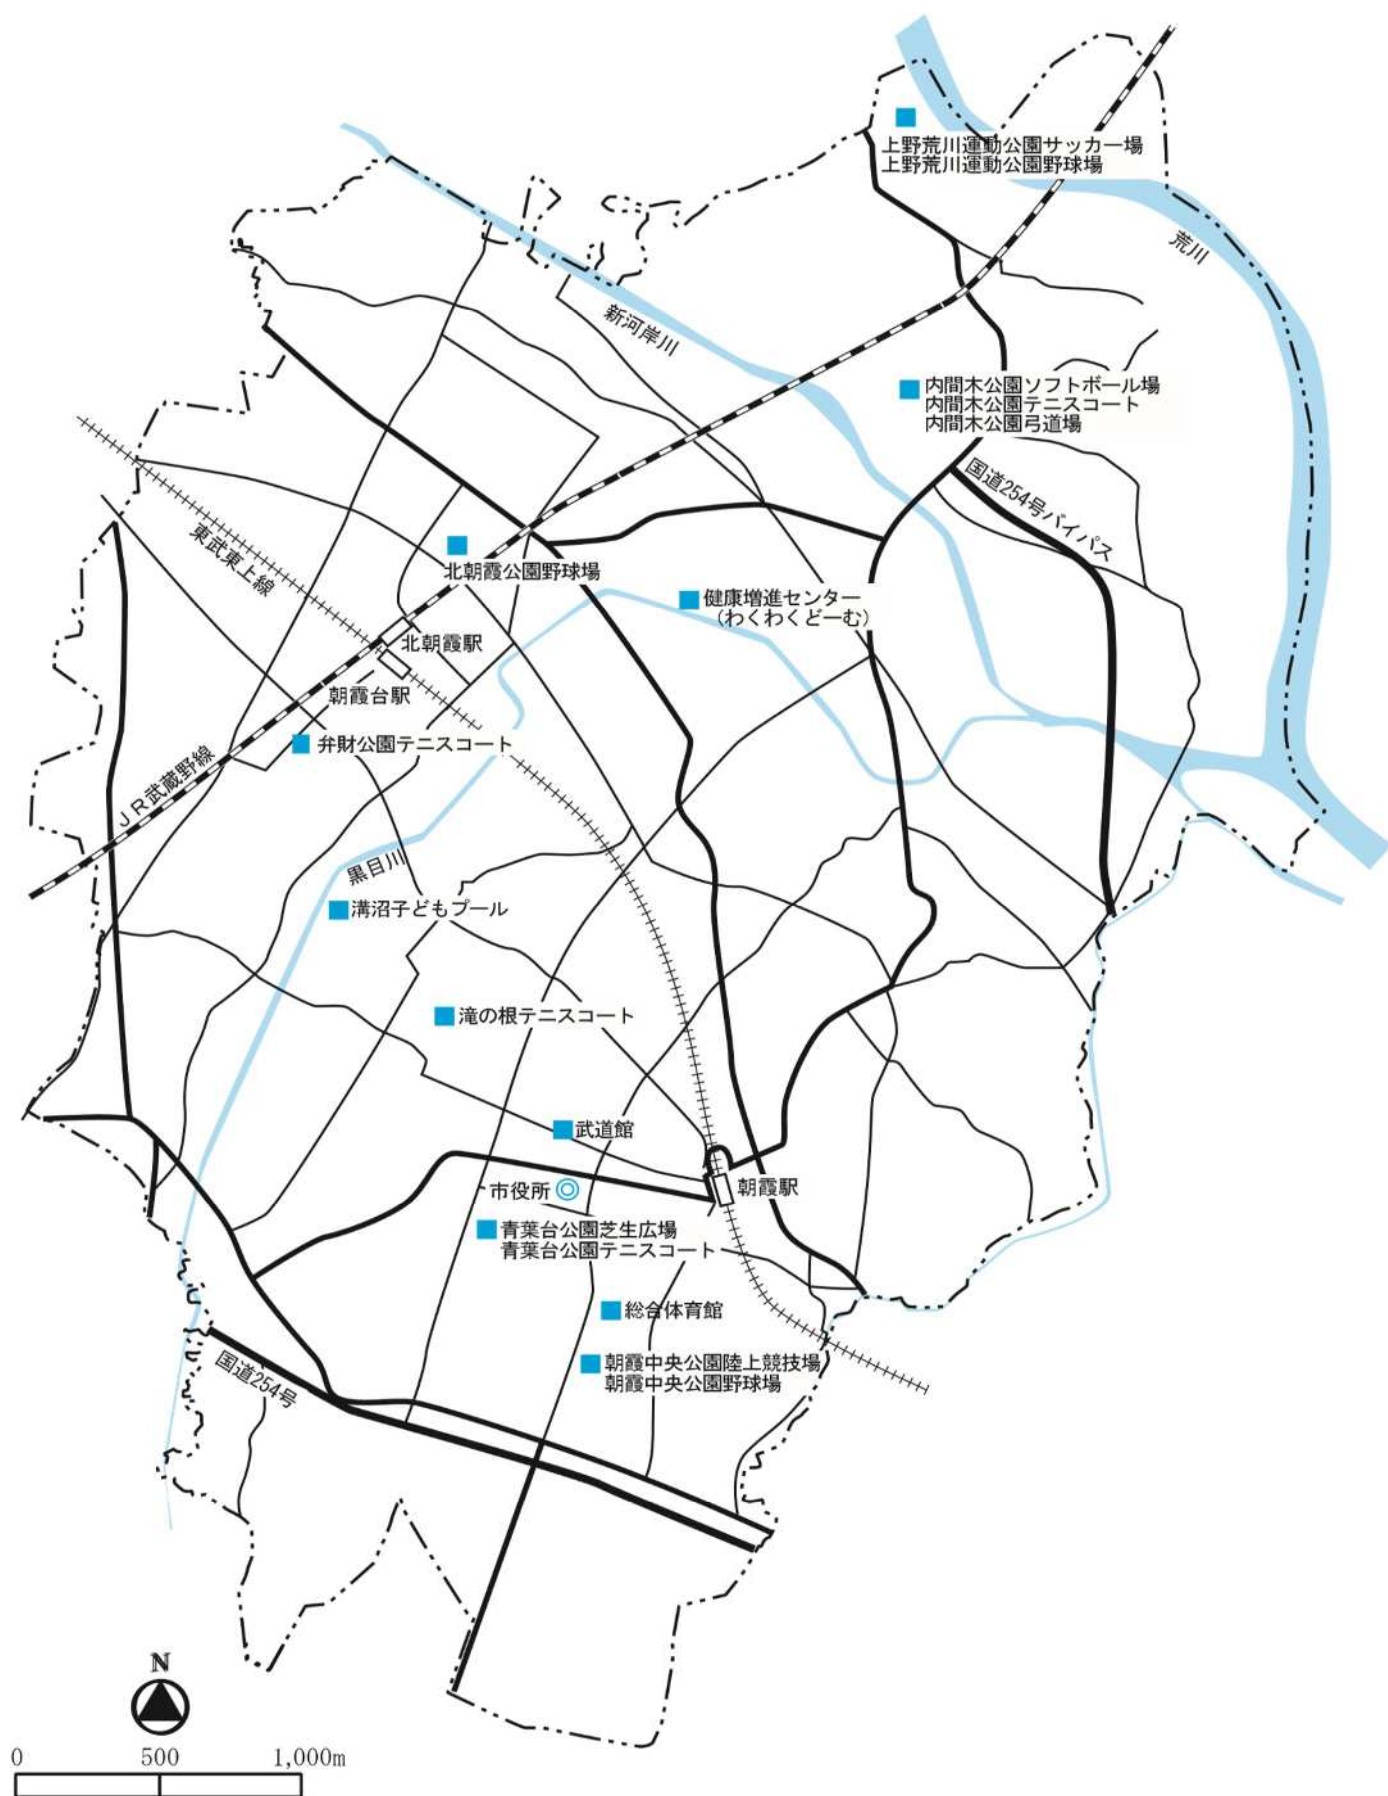 上野荒川運動公園サッカー場
上野荒川運動公園野球場
荒川
新河岸川
内間木公園ソフトボール場
内間木公園テニスコート
内間木公園弓道場
国道254号バイパス
東武東上線
北朝霞公園野球場
健康増進センター
（わくわくどーむ）
北朝霞駅
朝霞台駅
弁財公園テニスコート
ＪＲ武蔵野線
黒目川
溝沼子どもプール
滝の根テニスコート
武道館
市役所
朝霞駅
青葉台公園芝生広場
青葉台公園テニスコート
総合体育館
朝霞中央公園陸上競技場
朝霞中央公園野球場
国道254号
N
0 500 1,000m